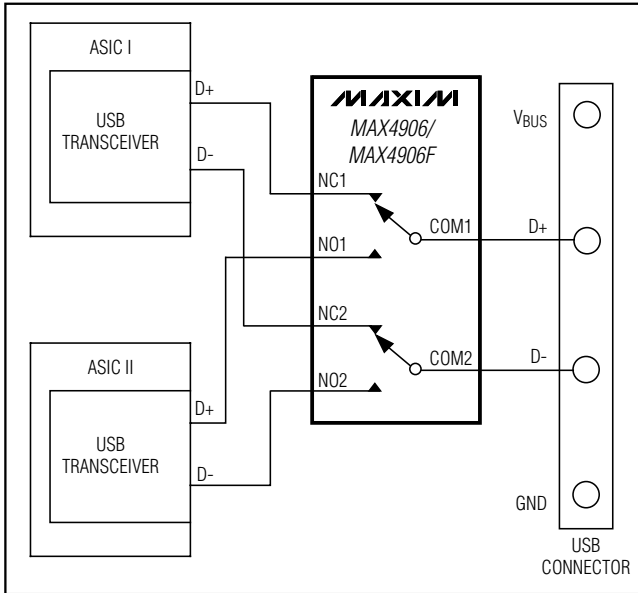 ASIC I
USB
TRANSCEIVER
D+
D-
ASIC II
USB
TRANSCEIVER
D+
D-
MAXIM
MAX4906/
MAX4906F
NC1
NO1
NC2
NO2
COM1
COM2
VBUS
D+
D-
GND
USB
CONNECTOR